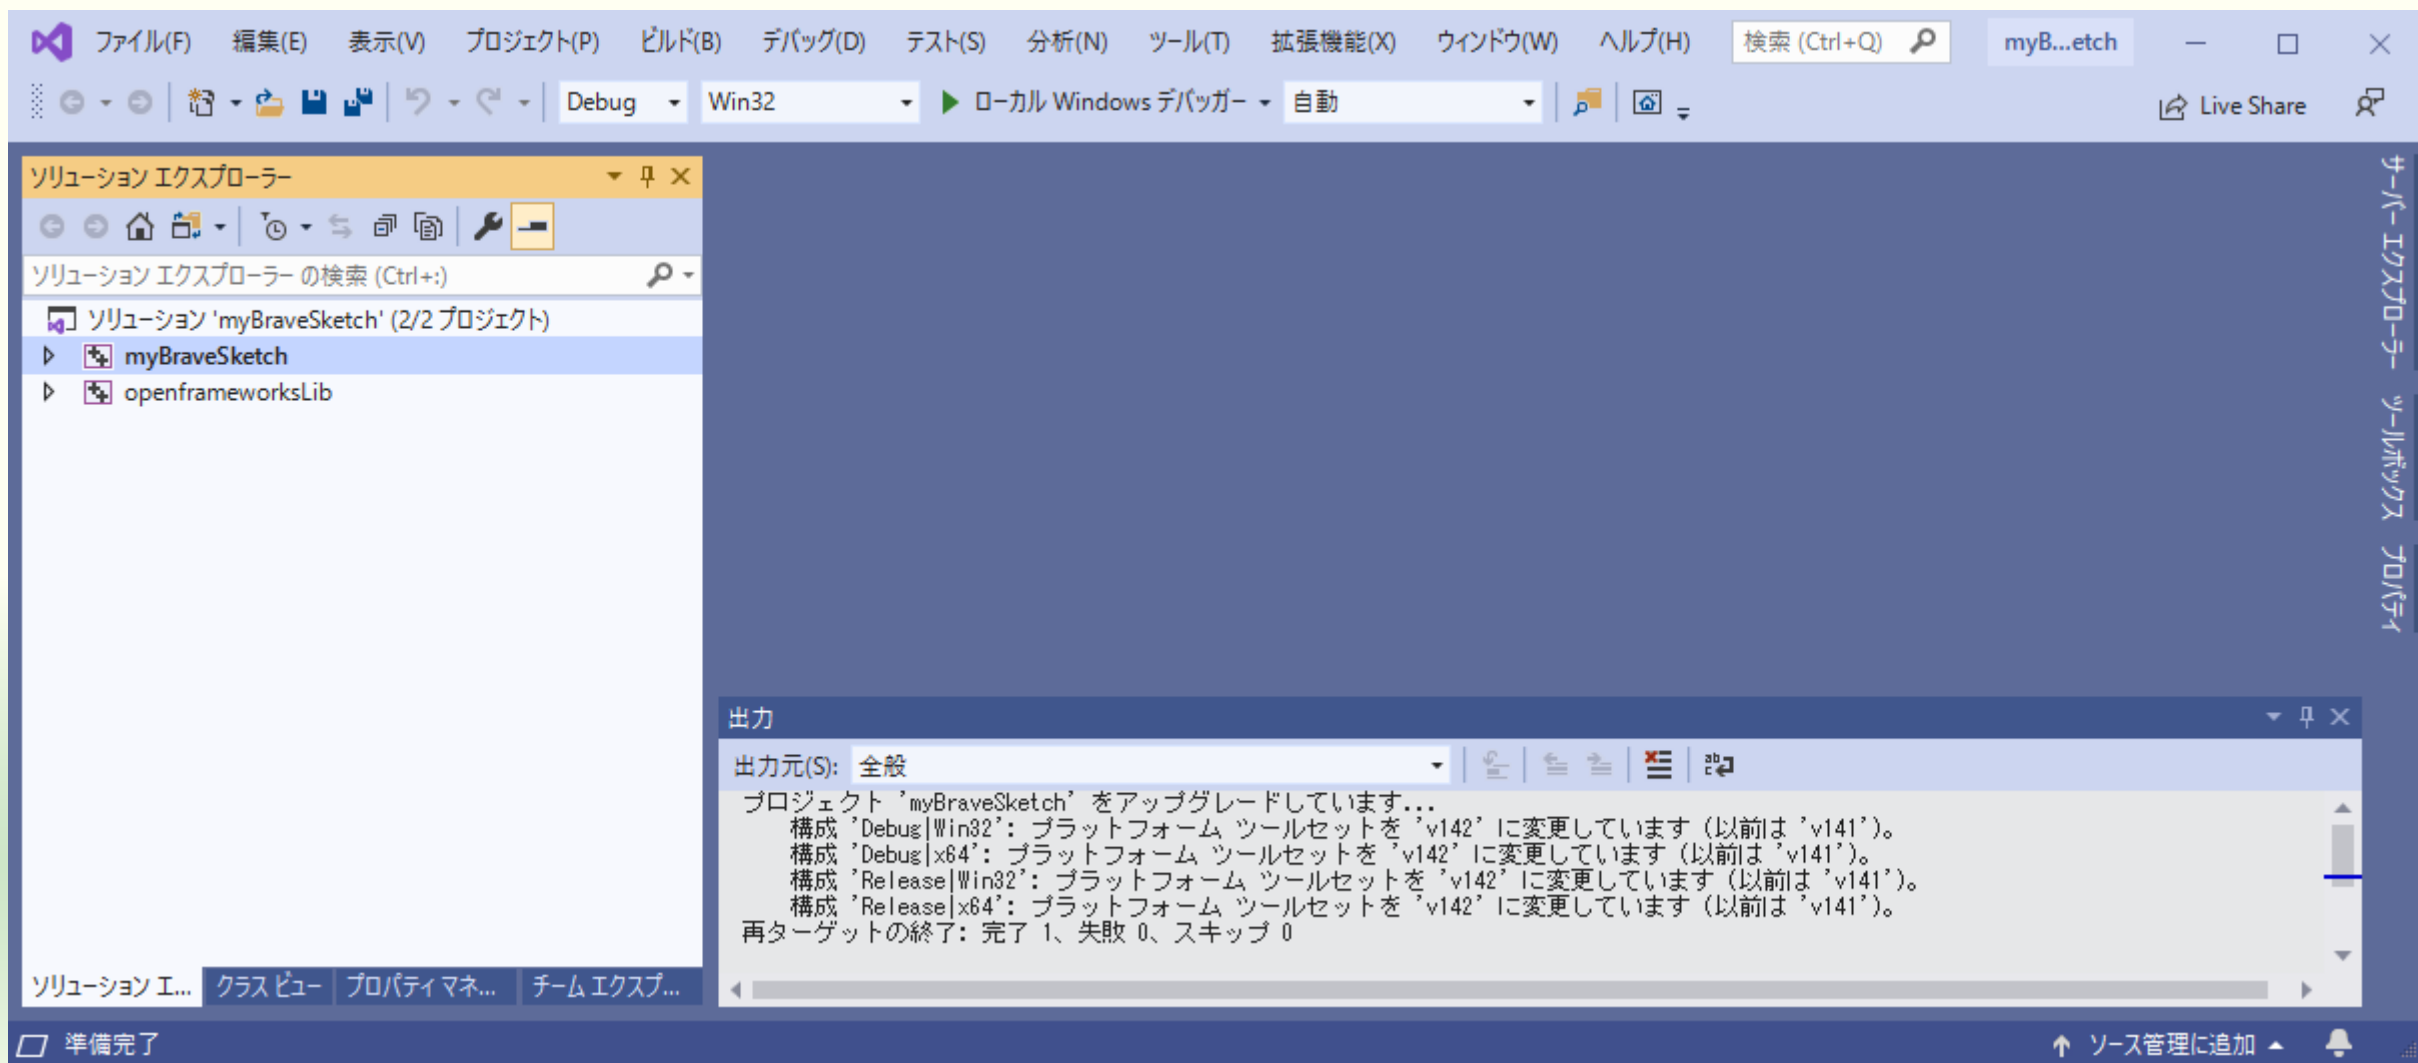 ファイル(F) 編集(E) 表示(V) プロジェクト(P) ビルド(B) デバッグ(D) テスト(S) 分析(N) ツール(T) 拡張機能(X) ウィンドウ(W) ヘルプ(H) 検索 (Ctrl+Q) myB...etch
Debug Win32 ローカル Windows デバッガー 自動 Live Share
ソリューション エクスプローラー
ソリューション エクスプローラー の検索 (Ctrl+:)
ソリューション 'myBraveSketch' (2/2 プロジェクト)
myBraveSketch
openframeworksLib
ソリューション エ... クラス ビュー プロパティ マネ... チーム エクスプ...
出力
出力元(S): 全般
プロジェクト 'myBraveSketch' をアップグレードしています...
構成 'Debug|Win32': プラットフォーム ツールセットを 'v142' に変更しています (以前は 'v141')。
構成 'Debug|x64': プラットフォーム ツールセットを 'v142' に変更しています (以前は 'v141')。
構成 'Release|Win32': プラットフォーム ツールセットを 'v142' に変更しています (以前は 'v141')。
構成 'Release|x64': プラットフォーム ツールセットを 'v142' に変更しています (以前は 'v141')。
再ターゲットの終了: 完了 1、失敗 0、スキップ 0
サーバー エクスプローラー
ツールボックス
プロパティ
準備完了 ソース管理に追加